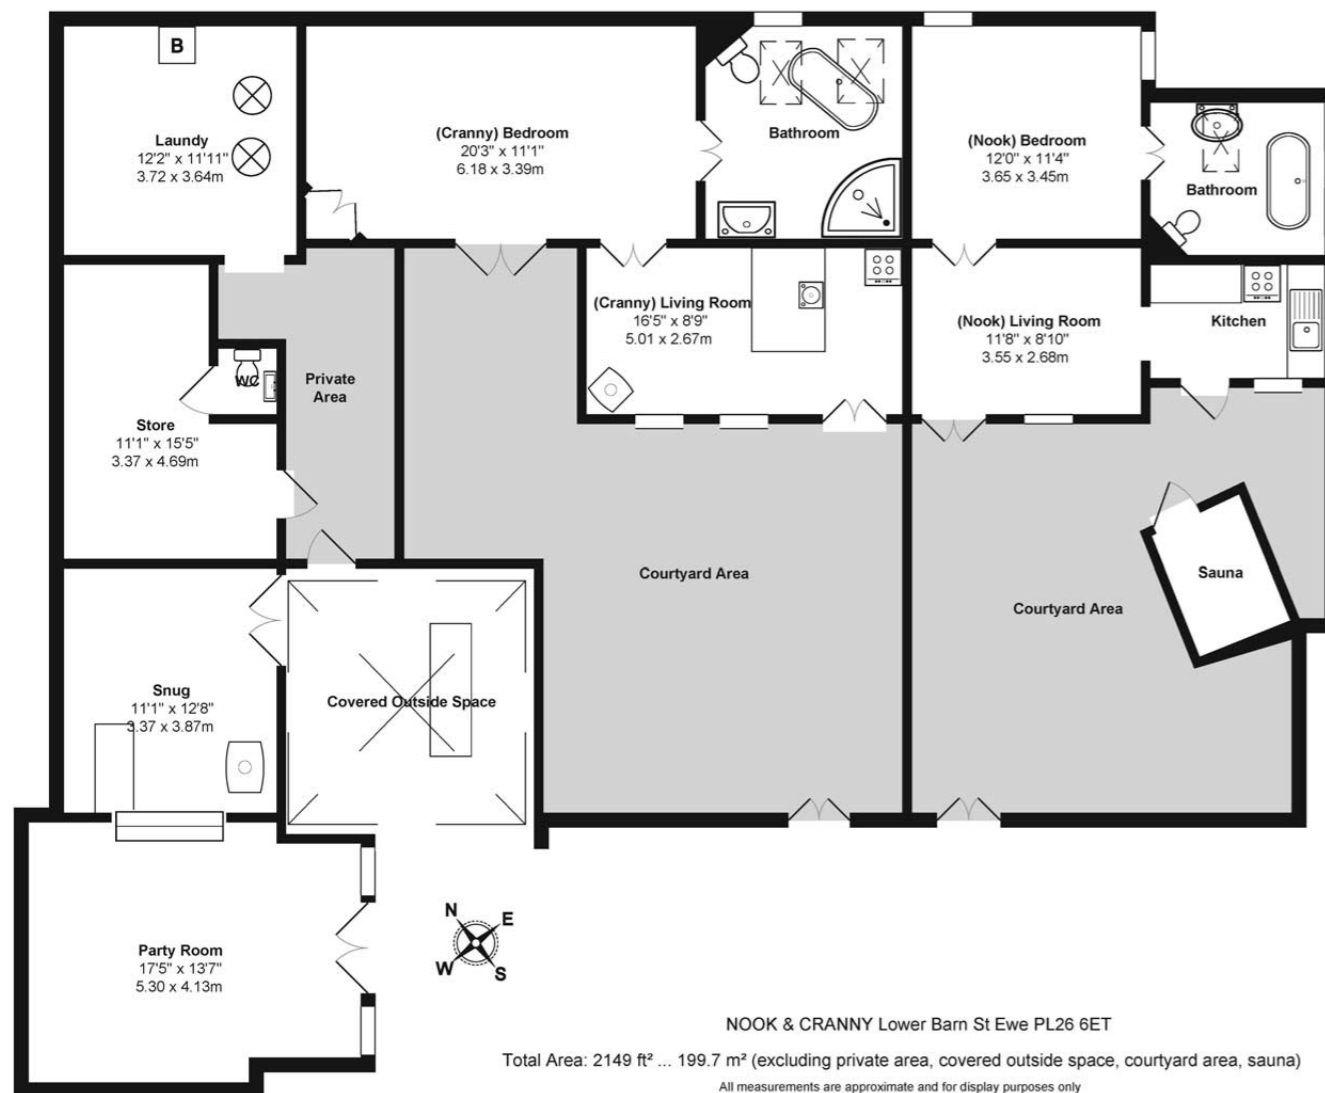 B
Laundy
12'2" x 11'11"
3.72 x 3.64m
(Cranny) Bedroom
20'3" x 11'1"
6.18 x 3.39m
Bathroom
(Nook) Bedroom
12'0" x 11'4"
3.65 x 3.45m
Bathroom
(Cranny) Living Room
16'5" x 8'9"
5.01 x 2.67m
(Nook) Living Room
11'8" x 8'10"
3.55 x 2.68m
Kitchen
WC
Private
Area
Store
11'1" x 15'5"
3.37 x 4.69m
Courtyard Area
Sauna
Courtyard Area
Snug
11'1" x 12'8"
3.37 x 3.87m
Covered Outside Space
Party Room
17'5" x 13'7"
5.30 x 4.13m
N
E
W
S
NOOK & CRANNY Lower Barn St Ewe PL26 6ET
Total Area: 2149 ft² ... 199.7 m² (excluding private area, covered outside space, courtyard area, sauna)
All measurements are approximate and for display purposes only